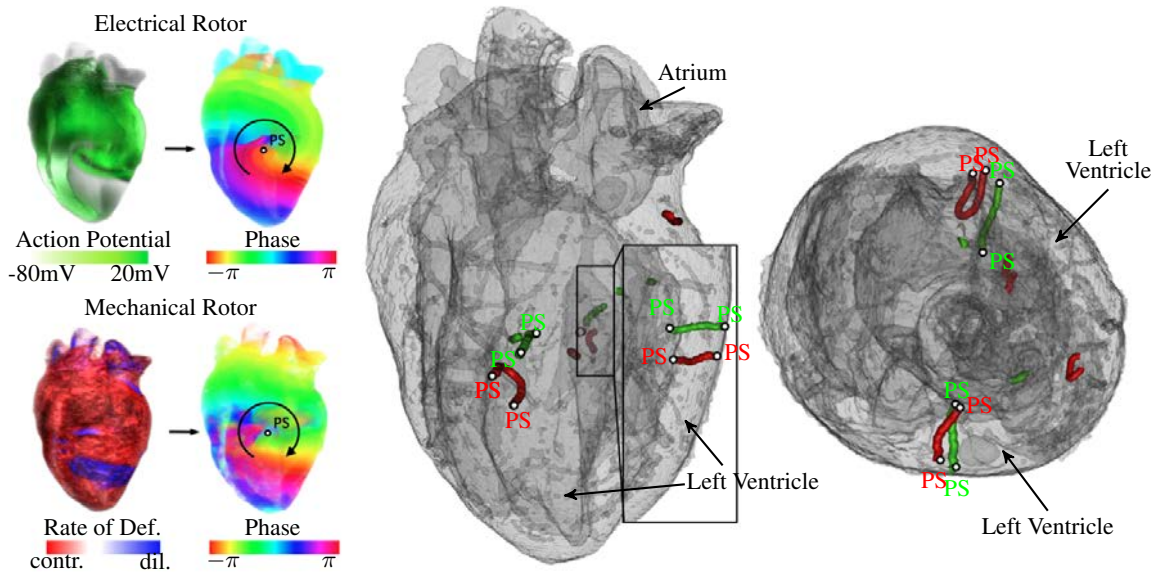 Electrical Rotor
PS
Action Potential
-80mV 20mV
Phase
−π π
Mechanical Rotor
PS
Rate of Def.
contr. dil.
Phase
−π π
Atrium
PS
PS
PS
PS
PS
PS
PS
PS
Left Ventricle
PS
PS
PS
PS
Left
Ventricle
PS
PS
PS
PS
Left Ventricle